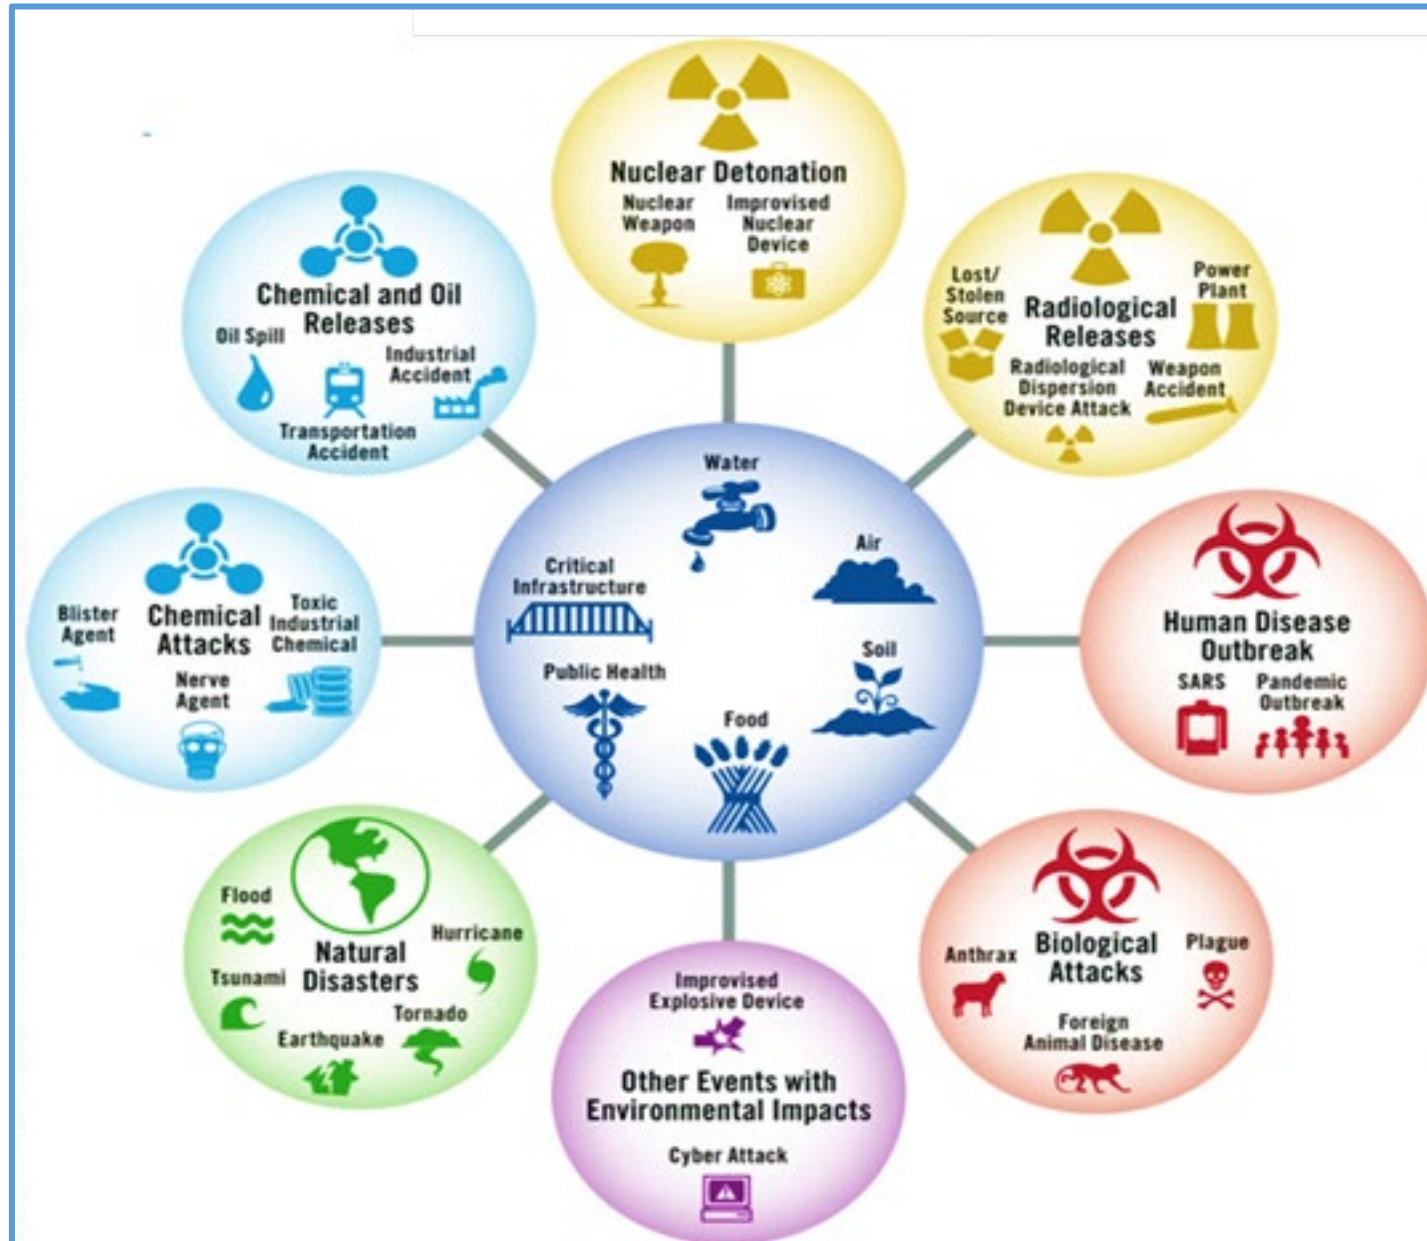 Nuclear Detonation
Nuclear
Weapon
Improvised
Nuclear
Device
Chemical and Oil
Releases
Oil Spill
Industrial
Accident
Transportation
Accident
Lost/
Stolen
Source
Power
Plant
Radiological
Releases
Radiological
Dispersion
Device Attack
Weapon
Accident
Water
Air
Critical
Infrastructure
Soil
Public Health
Food
Blister
Agent
Chemical
Attacks
Toxic
Industrial
Chemical
Nerve
Agent
Human Disease
Outbreak
SARS
Pandemic
Outbreak
Flood
Hurricane
Natural
Disasters
Tsunami
Tornado
Earthquake
Improvised
Explosive Device
Other Events with
Environmental Impacts
Cyber Attack
Anthrax
Biological
Attacks
Plague
Foreign
Animal Disease